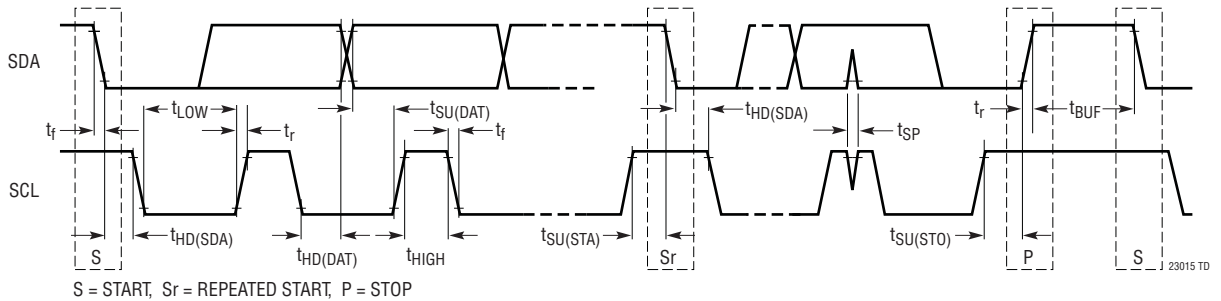 SDA
tLOW
tSU(DAT)
tHD(SDA)
tf
tr
tf
tSP
tr
tBUF
SCL
tHD(SDA)
tHD(DAT)
tHIGH
tSU(STA)
tSU(STO)
S
Sr
P
S
23015 TD
S = START, Sr = REPEATED START, P = STOP